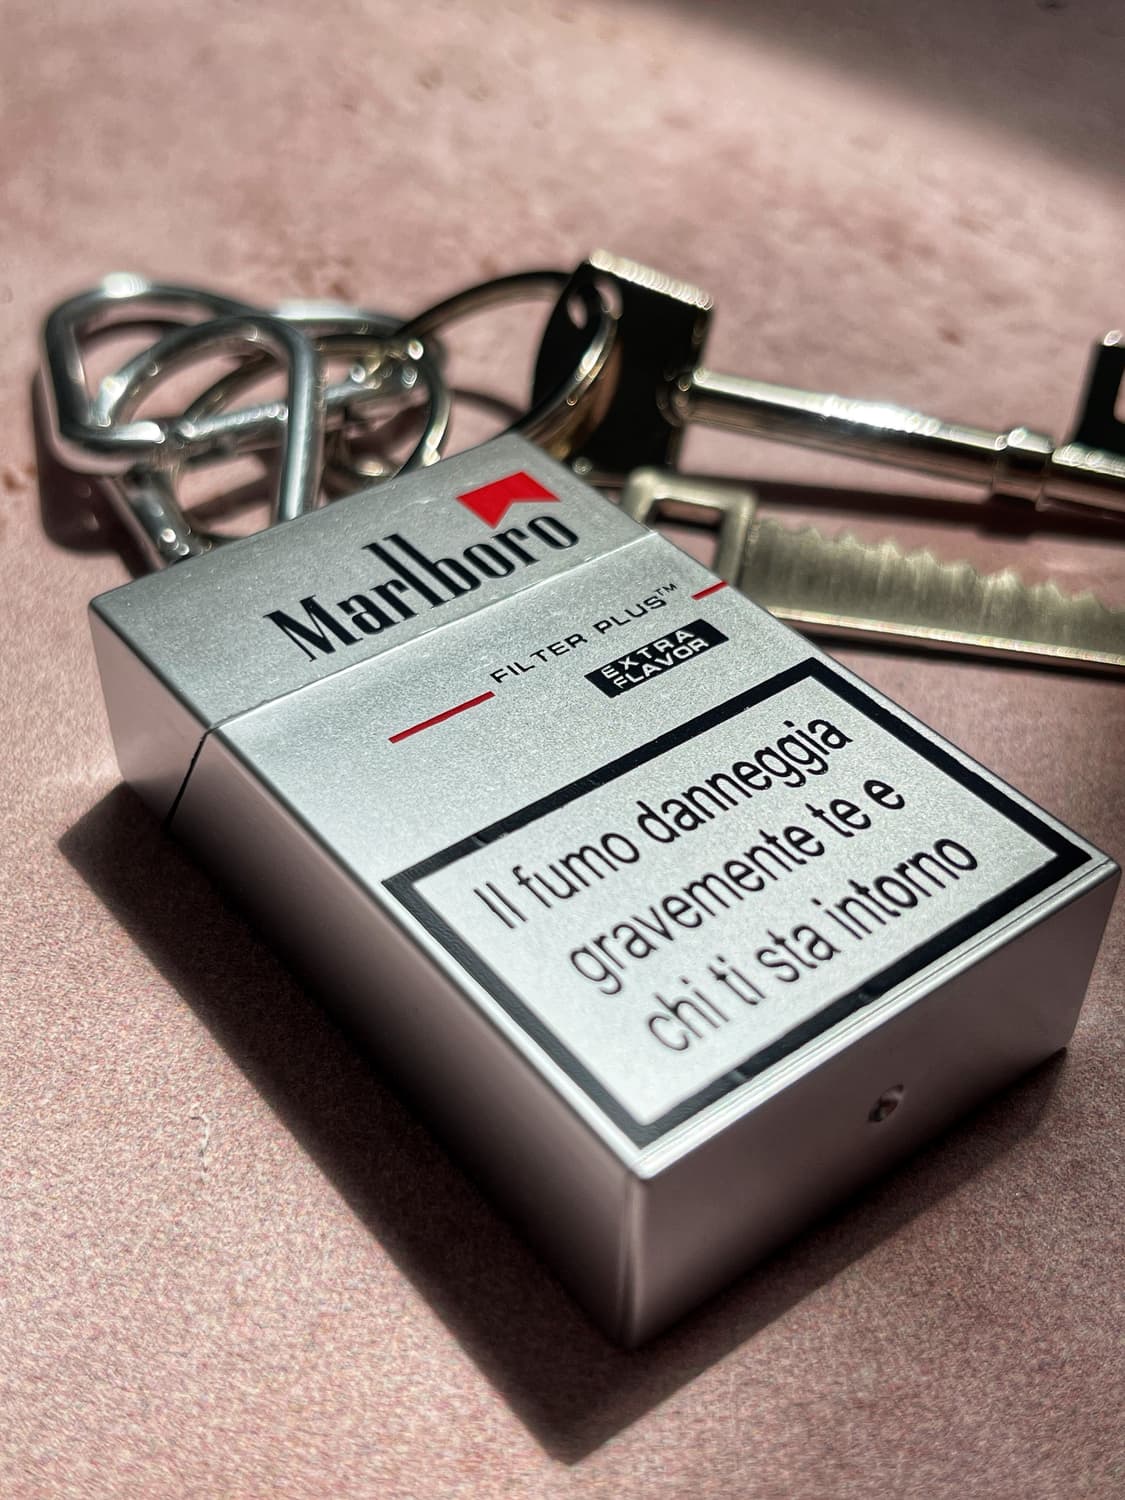 Marlboro
FILTER PLUS™
EXTRA
FLAVOR
Il fumo danneggia
gravemente te e
chi ti sta intorno